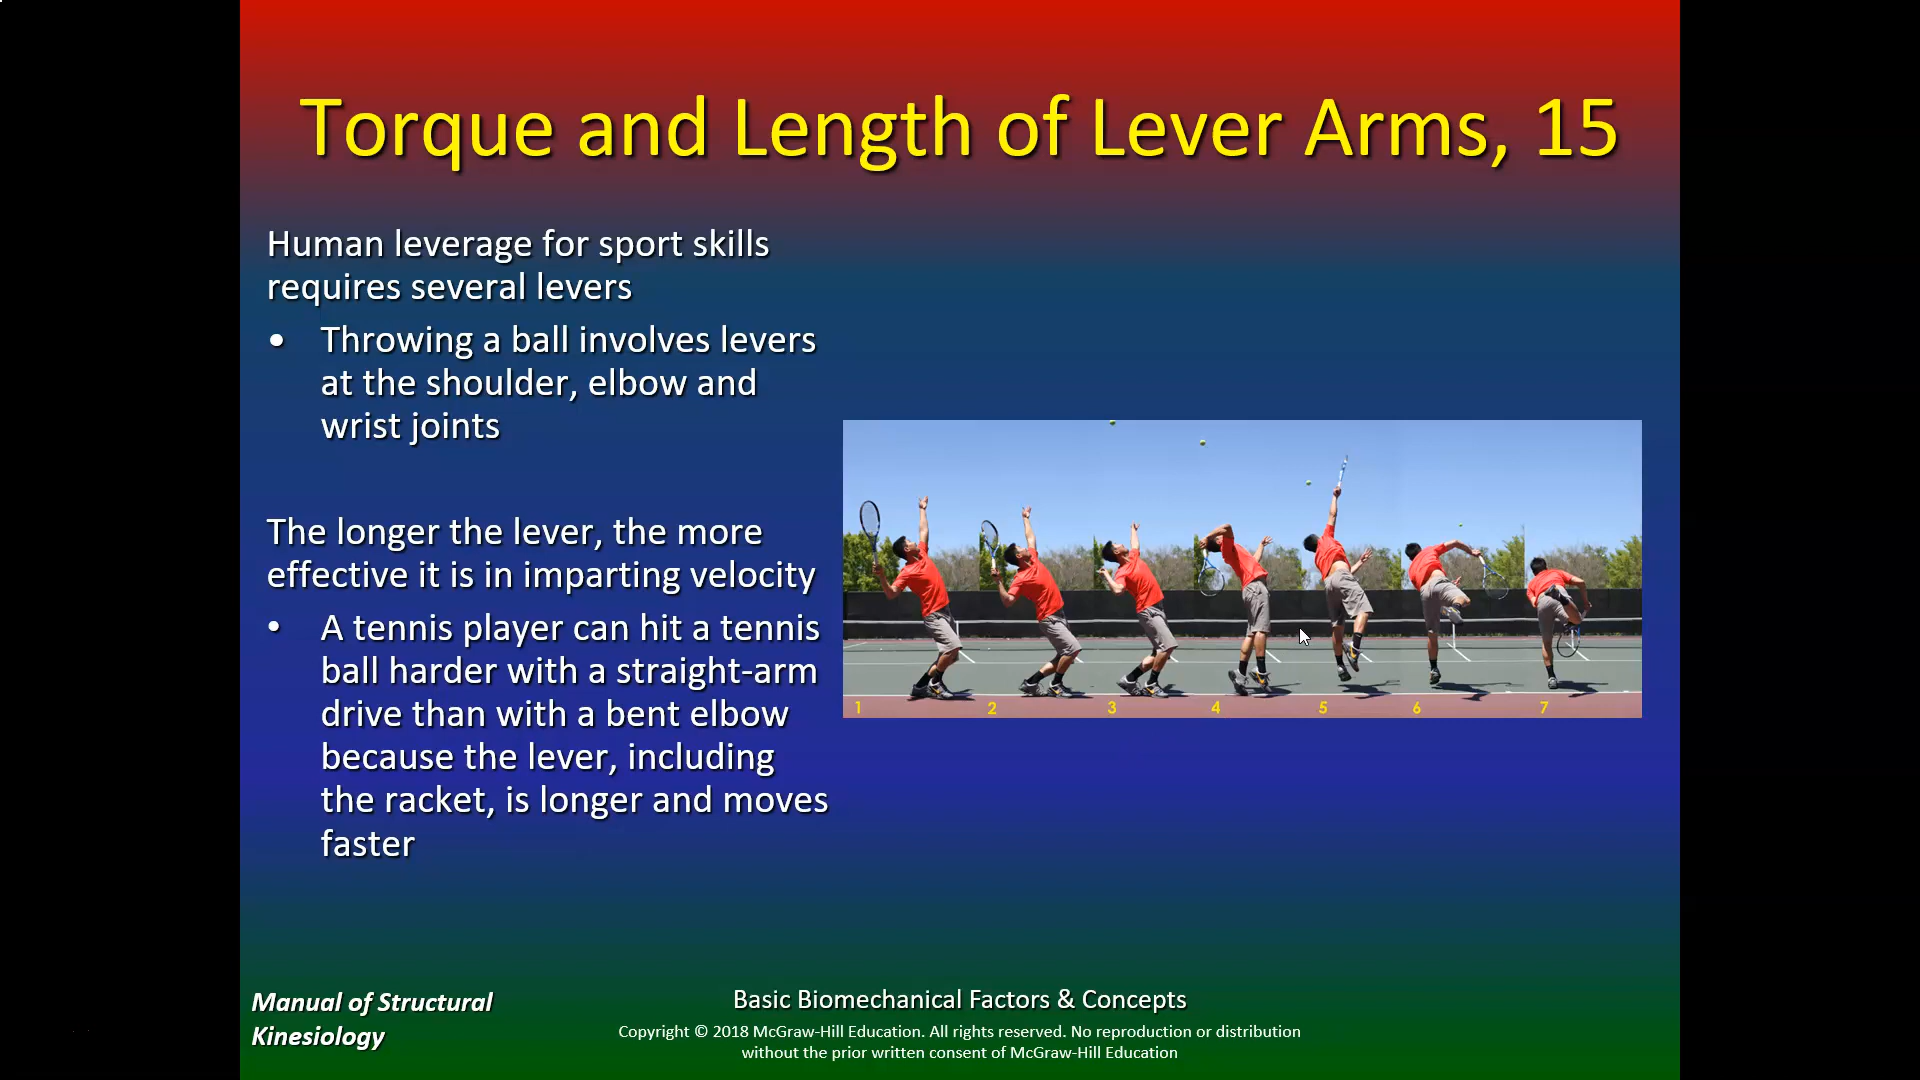 Torque and Length of Lever Arms, 15
Human leverage for sport skills
requires several levers
• Throwing a ball involves levers
at the shoulder, elbow and
wrist joints
The longer the lever, the more
effective it is in imparting velocity
• A tennis player can hit a tennis
ball harder with a straight-arm
drive than with a bent elbow
because the lever, including
the racket, is longer and moves
faster
1 2 3 4 5 6 7
Manual of Structural
Kinesiology
Basic Biomechanical Factors & Concepts
Copyright © 2018 McGraw-Hill Education. All rights reserved. No reproduction or distribution
without the prior written consent of McGraw-Hill Education